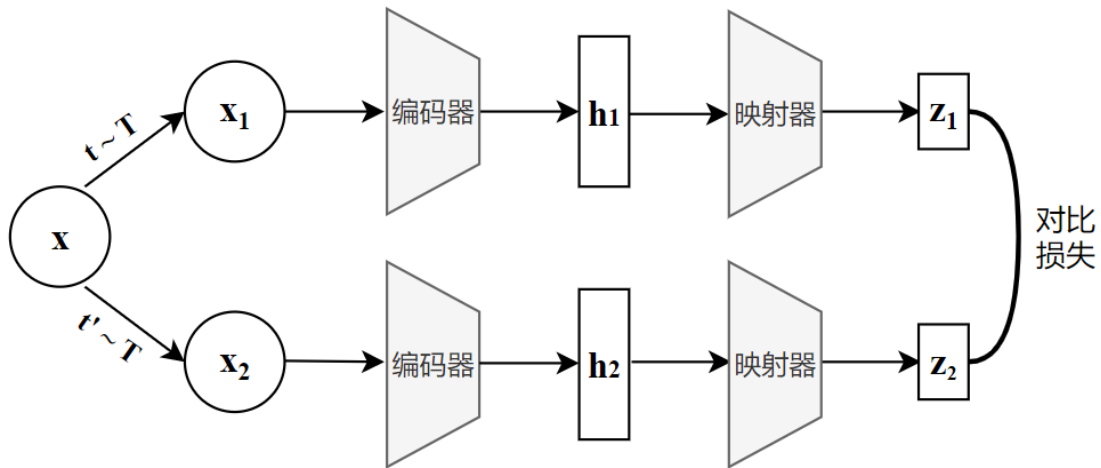 x
t ~ T
x₁
编码器
h₁
映射器
z₁
t' ~ T
x₂
编码器
h₂
映射器
z₂
对比
损失